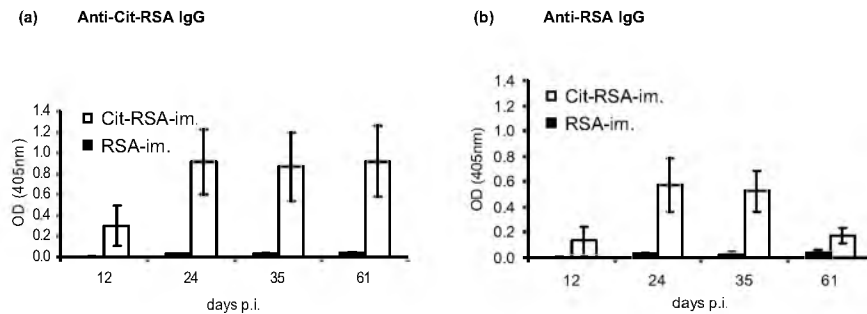 (a) Anti-Cit-RSA IgG
1.4
1.2
1.0
0.8
0.6
0.4
0.2
0.0
OD (405nm)
Cit-RSA-im.
RSA-im.
12 24 35 61
days p.i.
(b) Anti-RSA IgG
1.4
1.2
1.0
0.8
0.6
0.4
0.2
0.0
OD (405nm)
Cit-RSA-im.
RSA-im.
12 24 35 61
days p.i.